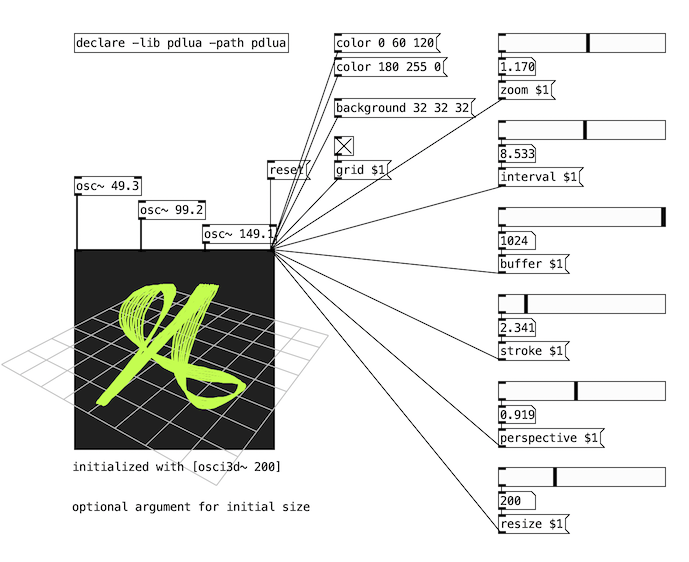 declare -lib pdlua -path pdlua
color 0 60 120
color 180 255 0
background 32 32 32
reset
grid $1
osc~ 49.3
osc~ 99.2
osc~ 149.1
1.170
zoom $1
8.533
interval $1
1024
buffer $1
2.341
stroke $1
0.919
perspective $1
200
resize $1
initialized with [osci3d~ 200]
optional argument for initial size